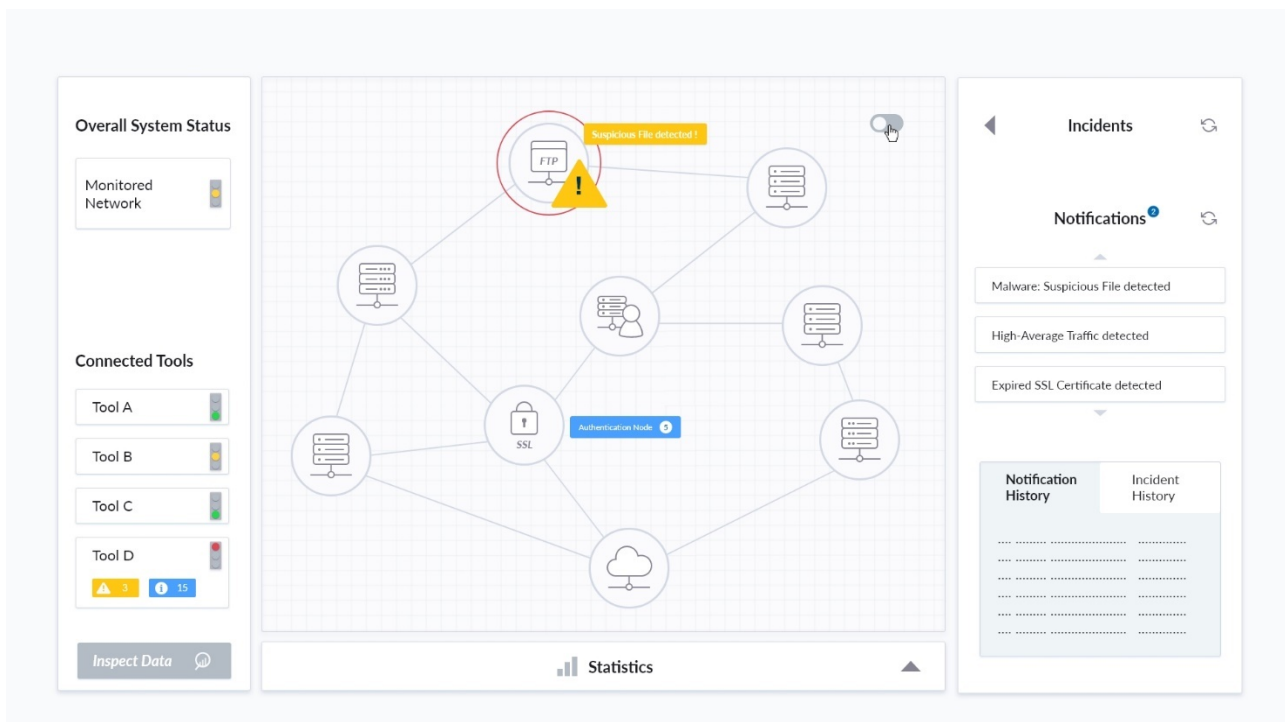 Overall System Status
Monitored
Network
Connected Tools
Tool A
Tool B
Tool C
Tool D
3
15
Inspect Data
Suspicious File detected !
FTP
!
SSL
Authentication Node 5
Statistics
Incidents
Notifications 2
Malware: Suspicious File detected
High-Average Traffic detected
Expired SSL Certificate detected
Notification
History
Incident
History